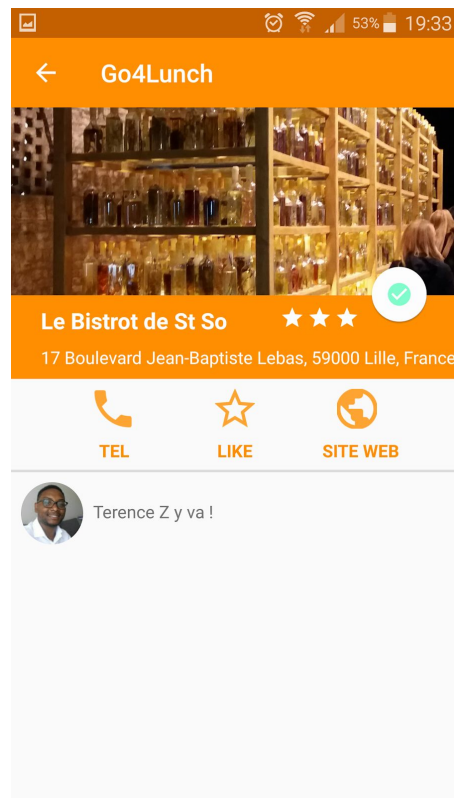 53% 19:33
Go4Lunch
Le Bistrot de St So
17 Boulevard Jean-Baptiste Lebas, 59000 Lille, France
TEL LIKE SITE WEB
Terence Z y va !